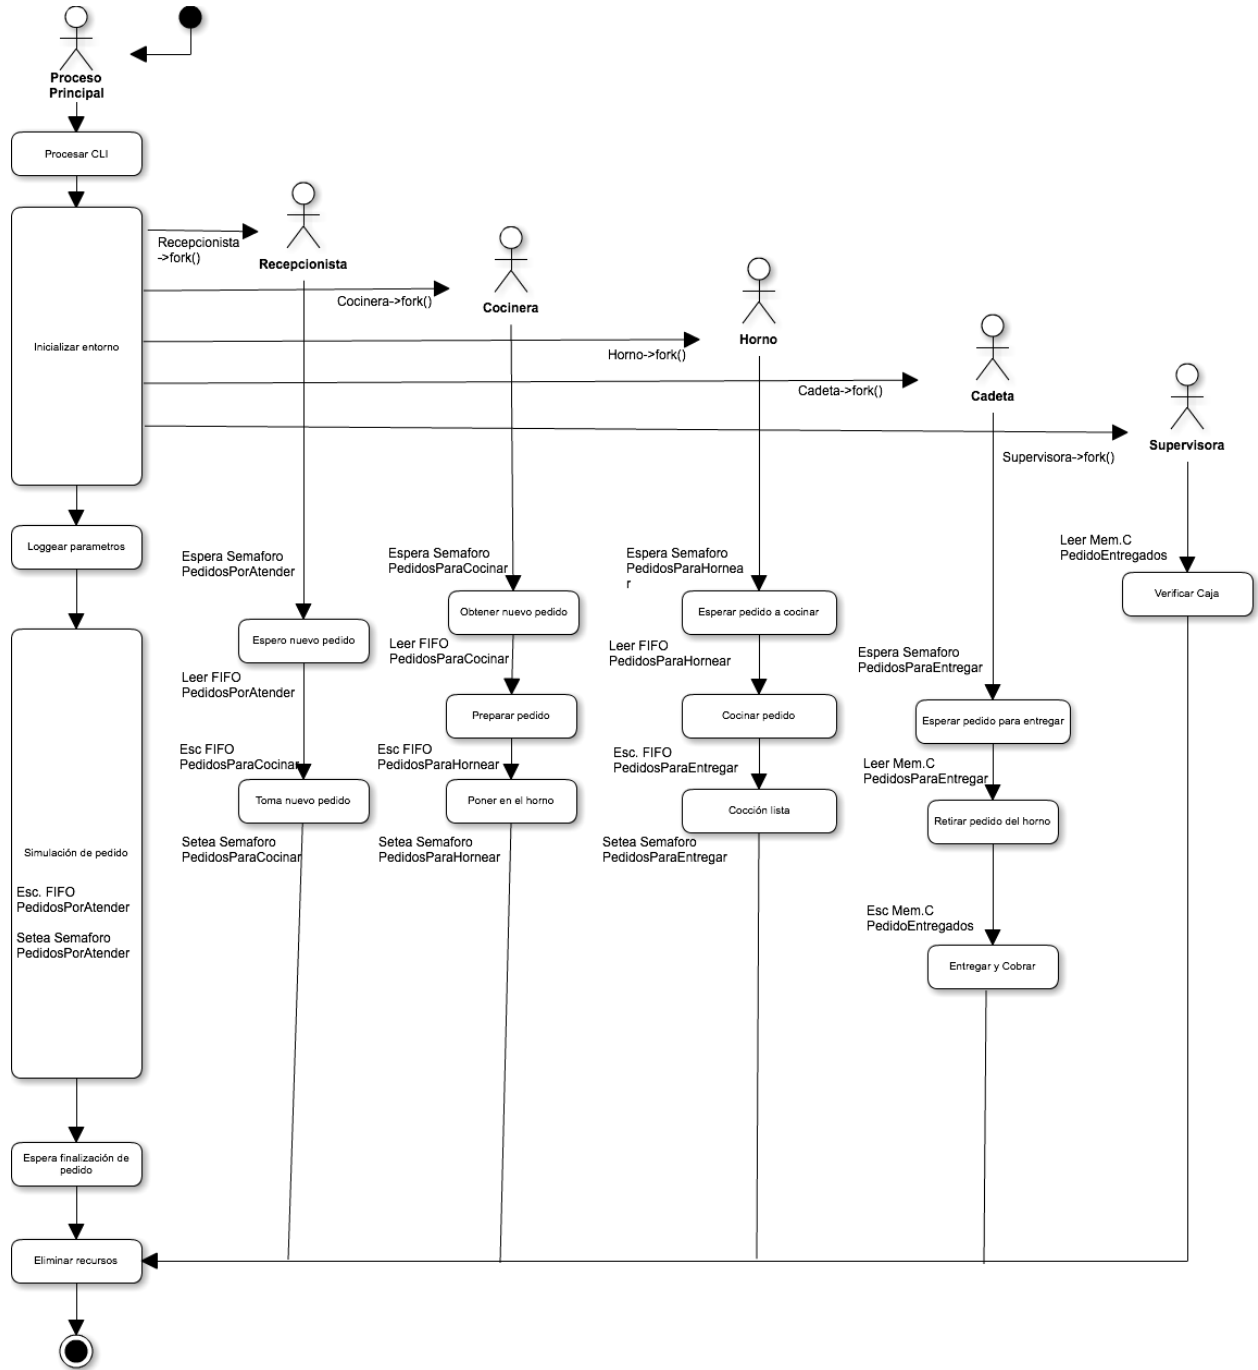 Proceso
Principal
Procesar CLI
Inicializar entorno
Recepcionista
->fork()
Recepcionista
Cocinera->fork()
Cocinera
Horno->fork()
Horno
Cadeta->fork()
Cadeta
Supervisora->fork()
Supervisora
Loggear parametros
Simulación de pedido
Esc. FIFO
PedidosPorAtender
Setea Semaforo
PedidosPorAtender
Espera finalización de
pedido
Eliminar recursos
Espera Semaforo
PedidosPorAtender
Espero nuevo pedido
Leer FIFO
PedidosPorAtender
Esc FIFO
PedidosParaCocinar
Toma nuevo pedido
Setea Semaforo
PedidosParaCocinar
Espera Semaforo
PedidosParaCocinar
Obtener nuevo pedido
Leer FIFO
PedidosParaCocinar
Preparar pedido
Esc FIFO
PedidosParaHornear
Poner en el horno
Setea Semaforo
PedidosParaHornear
Espera Semaforo
PedidosParaHornea
r
Esperar pedido a cocinar
Leer FIFO
PedidosParaHornear
Cocinar pedido
Esc. FIFO
PedidosParaEntregar
Cocción lista
Setea Semaforo
PedidosParaEntregar
Espera Semaforo
PedidosParaEntregar
Esperar pedido para entregar
Leer Mem.C
PedidosParaEntregar
Retirar pedido del horno
Esc Mem.C
PedidoEntregados
Entregar y Cobrar
Leer Mem.C
PedidoEntregados
Verificar Caja